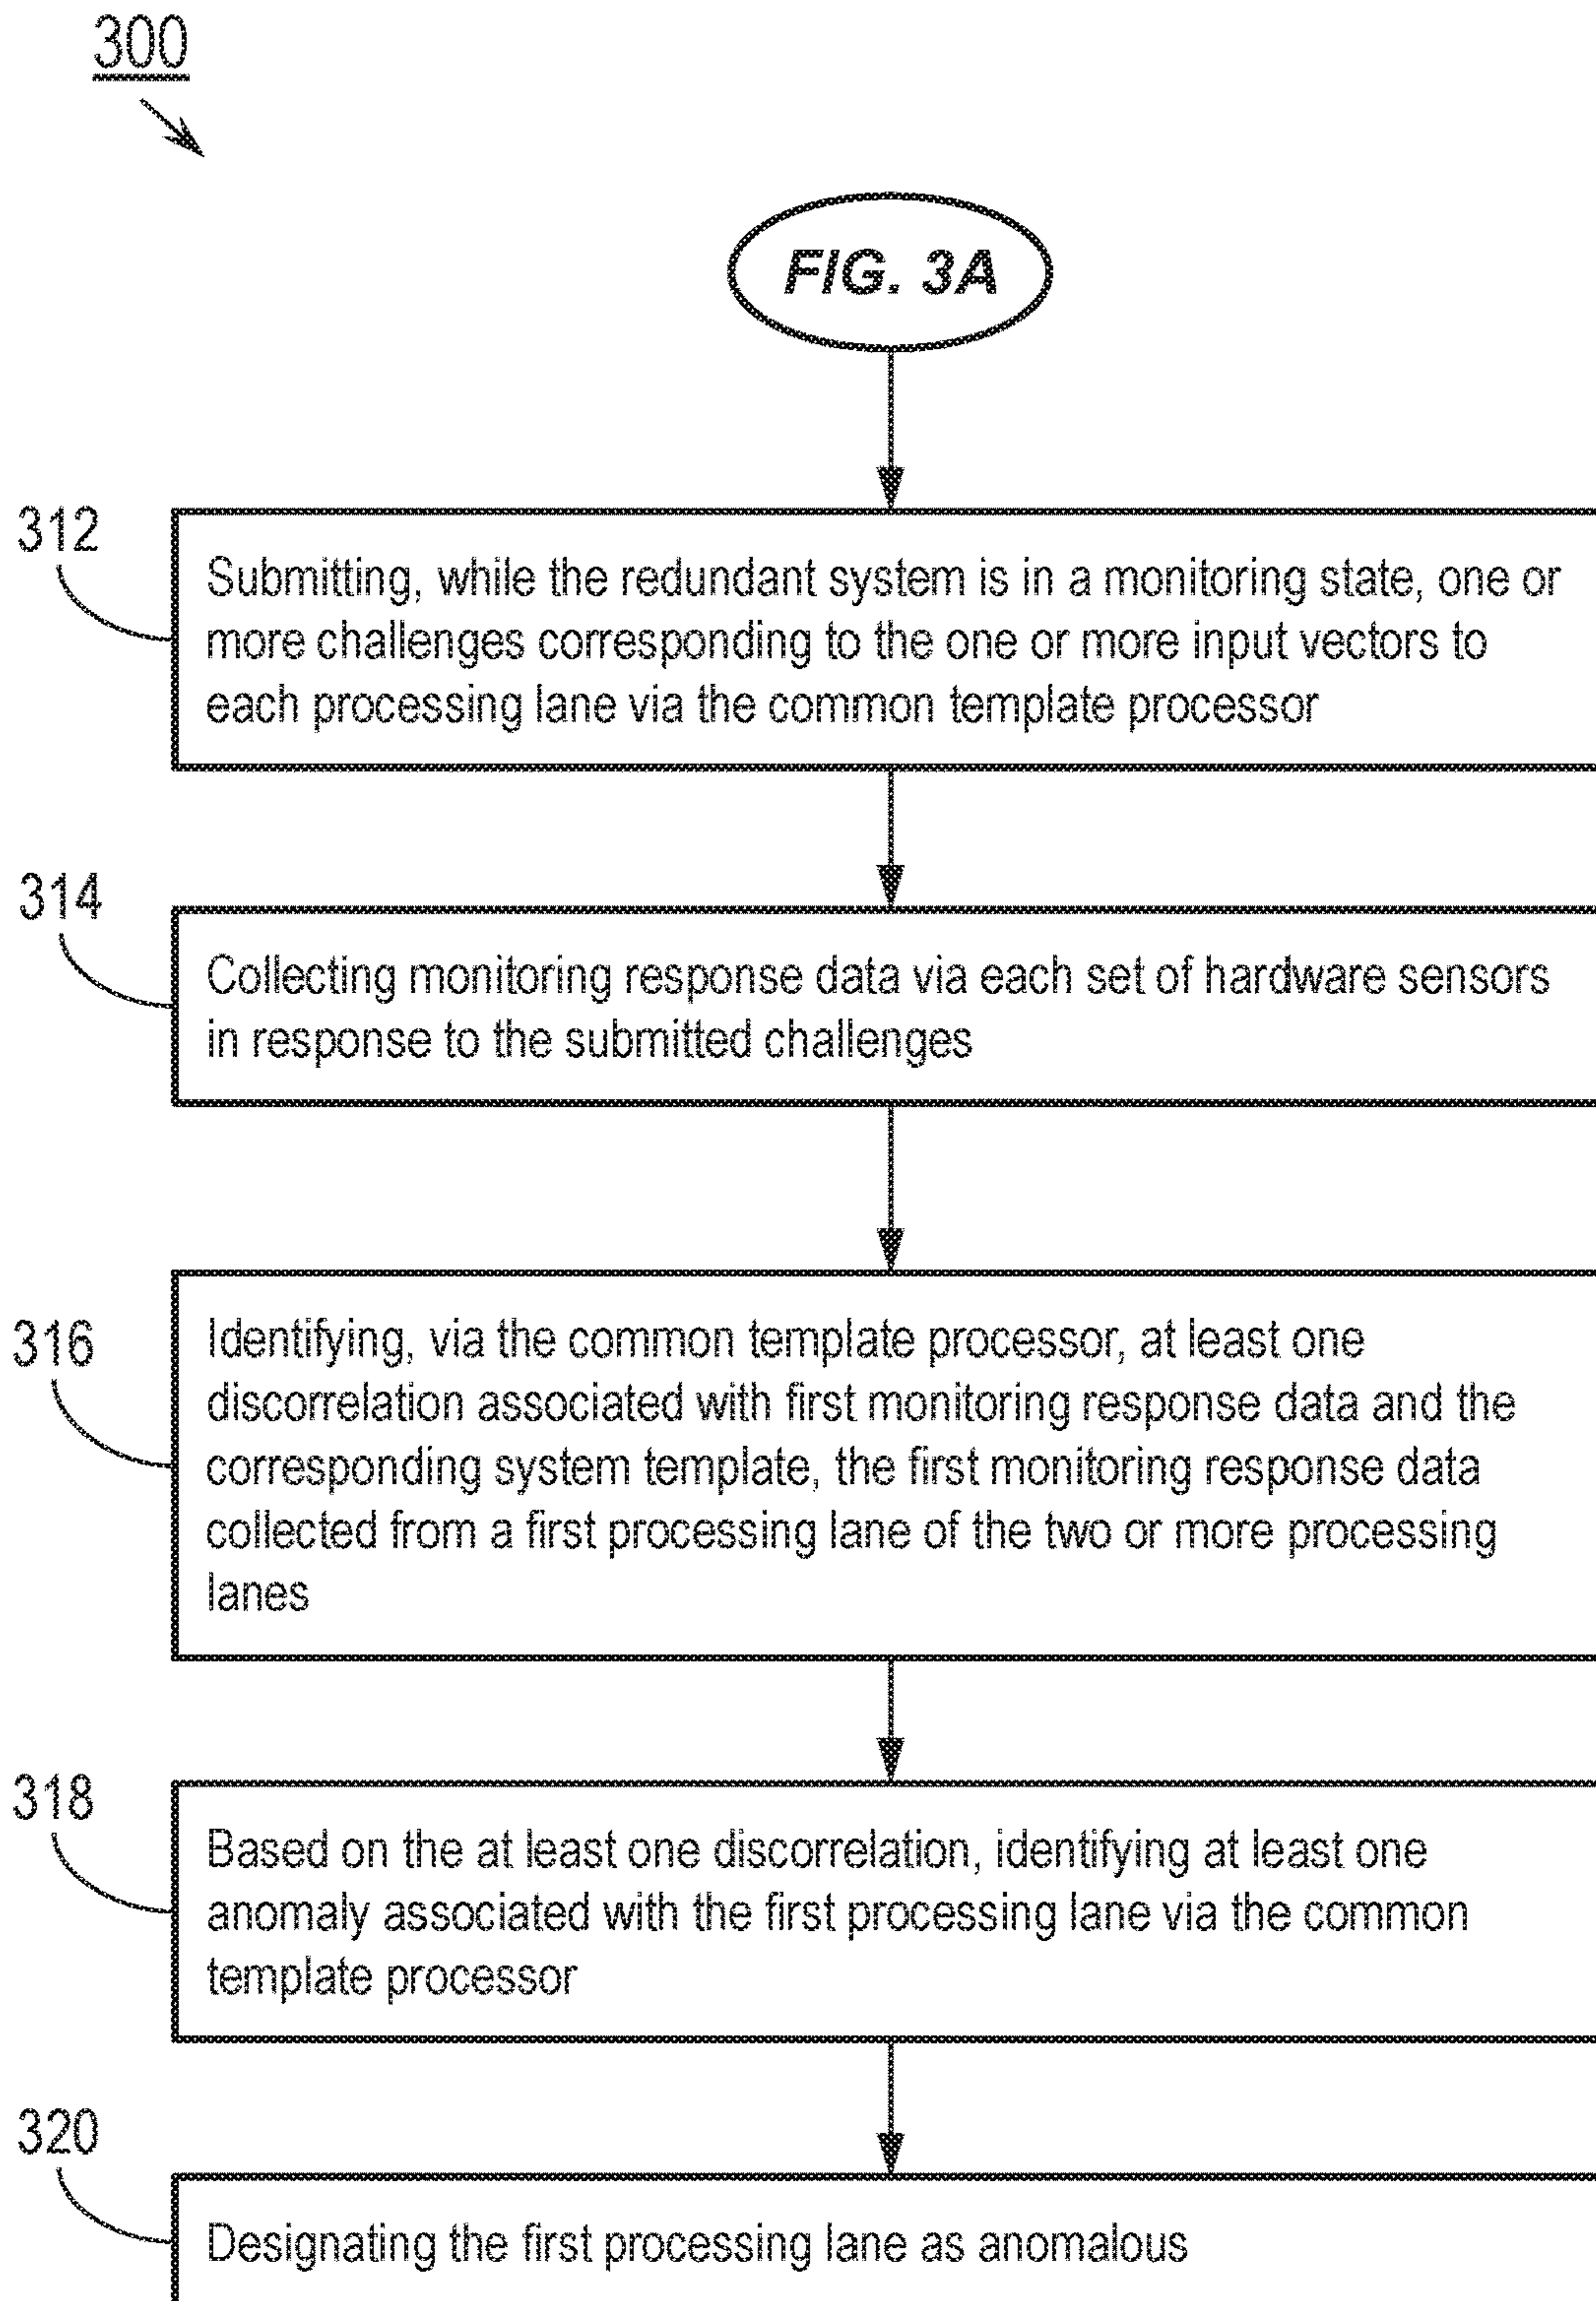 300
FIG. 3A
312
Submitting, while the redundant system is in a monitoring state, one or
more challenges corresponding to the one or more input vectors to
each processing lane via the common template processor
314
Collecting monitoring response data via each set of hardware sensors
in response to the submitted challenges
316
Identifying, via the common template processor, at least one
discorrelation associated with first monitoring response data and the
corresponding system template, the first monitoring response data
collected from a first processing lane of the two or more processing
lanes
318
Based on the at least one discorrelation, identifying at least one
anomaly associated with the first processing lane via the common
template processor
320
Designating the first processing lane as anomalous